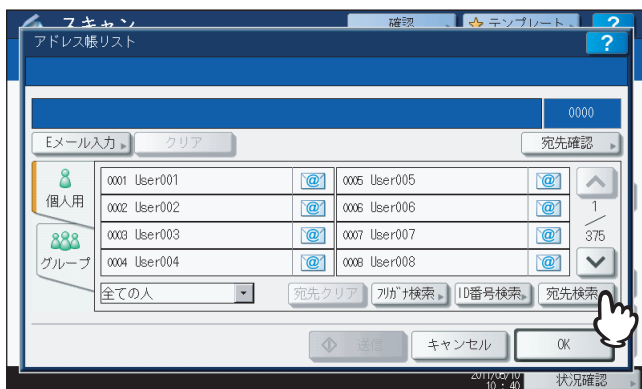 スキャン 確認 テンプレート ?
アドレス帳リスト ?
0000
Eメール入力 クリア 宛先確認
個人用
グループ
0001 User001 0005 User005
0002 User002 0006 User006
0003 User003 0007 User007
0004 User004 0008 User008
1
375
全ての人 宛先クリア フリガナ検索 ID番号検索 宛先検索
送信 キャンセル OK
2011/05/10
10:40 状況確認